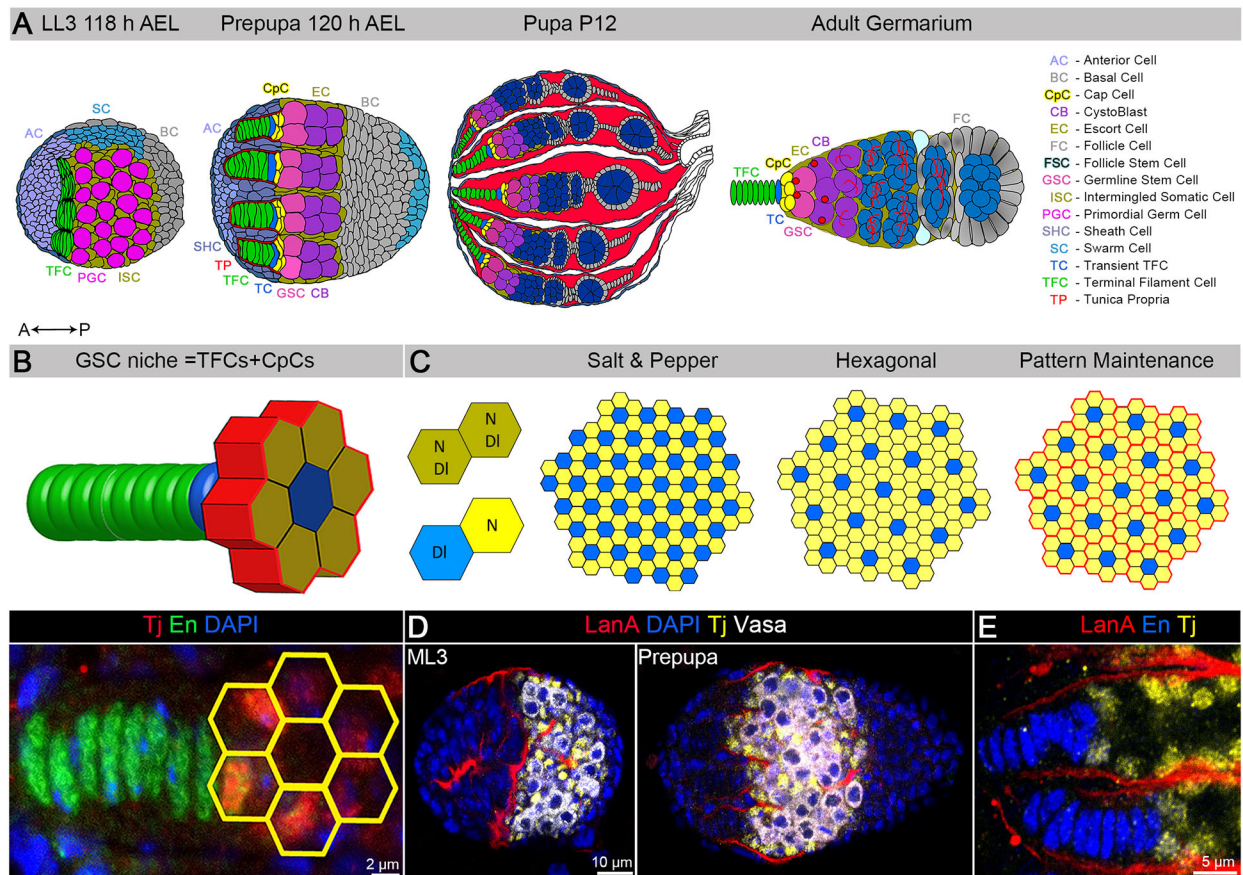 A LL3 118 h AEL Prepupa 120 h AEL Pupa P12 Adult Germarium
SC
AC
BC
TFC
PGC
ISC
CpC
EC
BC
AC
SHC
TP
TFC
TC
GSC
CB
FC
CB
EC
CpC
TFC
TC
GSC
AC - Anterior Cell
BC - Basal Cell
CpC - Cap Cell
CB - CystoBlast
EC - Escort Cell
FC - Follicle Cell
FSC - Follicle Stem Cell
GSC - Germline Stem Cell
ISC - Intermingled Somatic Cell
PGC - Primordial Germ Cell
SHC - Sheath Cell
SC - Swarm Cell
TC - Transient TFC
TFC - Terminal Filament Cell
TP - Tunica Propria
A P
B GSC niche =TFCs+CpCs
C Salt & Pepper Hexagonal Pattern Maintenance
N
Dl
N
Dl
Dl
N
Tj En DAPI
2 µm
D LanA DAPI Tj Vasa
ML3
10 µm
Prepupa
E LanA En Tj
5 µm